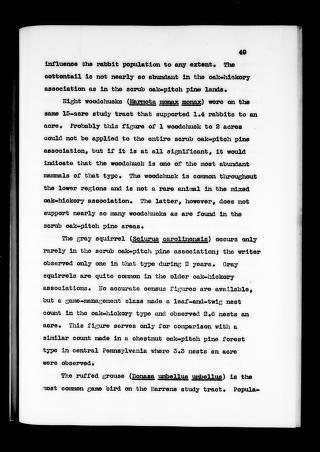 49
influence the rabbit population to any extent. The
cottontail is not nearly so abundant in the oak-hickory
association as in the scrub oak-pitch pine lands.
Eight woodchucks (Marmota monax monax) were on the
same 15-acre study tract that supported 1.4 rabbits to an
acre. Probably this figure of 1 woodchuck to 2 acres
could not be applied to the entire scrub oak-pitch pine
association, but if it is at all significant, it would
indicate that the woodchuck is one of the most abundant
mammals of that type. The woodchuck is common throughout
the lower regions and is not a rare animal in the mixed
oak-hickory association. The latter, however, does not
support nearly so many woodchucks as are found in the
scrub oak-pitch pine areas.
The gray squirrel (Sciurus carolinensis) occurs only
rarely in the scrub oak-pitch pine association; the writer
observed only one in that type during 2 years. Gray
squirrels are quite common in the older oak-hickory
associations. No accurate census figures are available,
but a game-management class made a leaf-and-twig nest
count in the oak-hickory type and observed 2.6 nests an
acre. This figure serves only for comparison with a
similar count made in a chestnut oak-pitch pine forest
type in central Pennsylvania where 3.3 nests an acre
were observed.
The ruffed grouse (Bonasa umbellus umbellus) is the
most common game bird on the Barrens study tract. Popula-